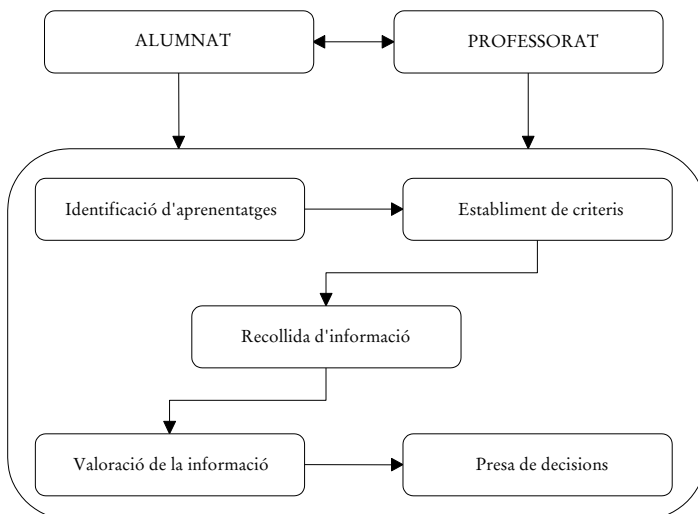 ALUMNAT
PROFESSORAT
Identificació d'aprenentatges
Establiment de criteris
Recollida d'informació
Valoració de la informació
Presa de decisions